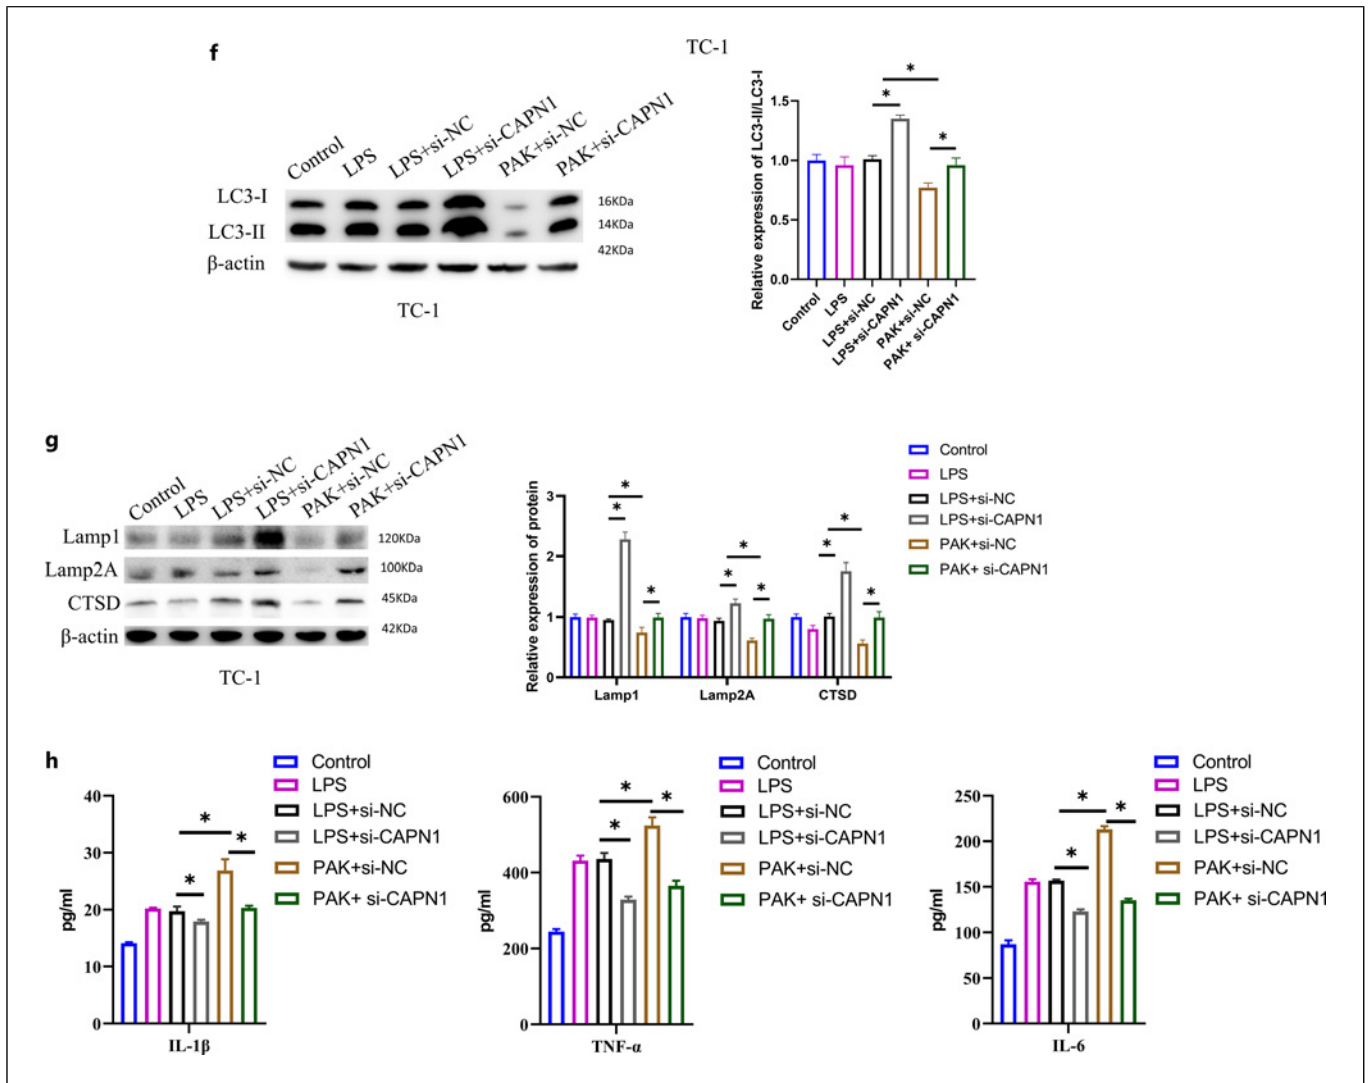 f
TC-1
Control
LPS
LPS+si-NC
LPS+si-CAPN1
PAK+si-NC
PAK+si-CAPN1
LC3-I
16KDa
LC3-II
14KDa
42KDa
β-actin
TC-1
Relative expression of LC3-II/LC3-I
1.5
1.0
0.5
0.0
*
*
*
Control
LPS
LPS+si-NC
LPS+si-CAPN1
PAK+si-NC
PAK+ si-CAPN1
g
Control
LPS
LPS+si-NC
LPS+si-CAPN1
PAK+si-NC
PAK+si-CAPN1
Lamp1
120KDa
Lamp2A
100KDa
CTSD
45KDa
β-actin
42KDa
TC-1
Relative expression of protein
3
2
1
0
*
*
*
*
*
*
*
*
*
Lamp1
Lamp2A
CTSD
Control
LPS
LPS+si-NC
LPS+si-CAPN1
PAK+si-NC
PAK+ si-CAPN1
h
pg/ml
40
30
20
10
0
*
*
*
IL-1β
Control
LPS
LPS+si-NC
LPS+si-CAPN1
PAK+si-NC
PAK+ si-CAPN1
pg/ml
600
400
200
0
*
*
*
TNF-α
Control
LPS
LPS+si-NC
LPS+si-CAPN1
PAK+si-NC
PAK+ si-CAPN1
pg/ml
250
200
150
100
50
0
*
*
*
IL-6
Control
LPS
LPS+si-NC
LPS+si-CAPN1
PAK+si-NC
PAK+ si-CAPN1